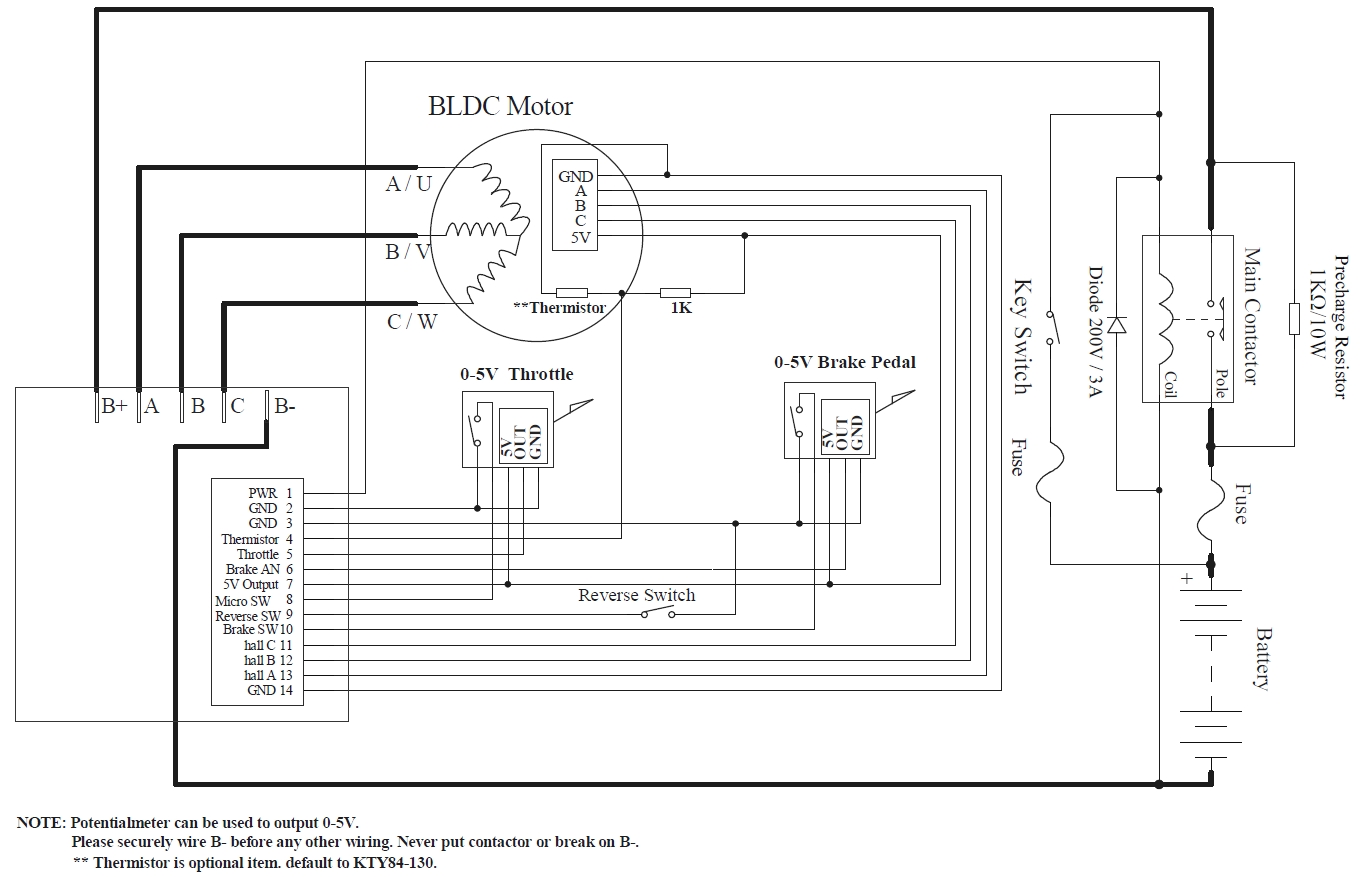 BLDC Motor
A / U
B / V
C / W
GND
A
B
C
5V
**Thermistor
1K
0-5V Throttle
5V
OUT
GND
0-5V Brake Pedal
5V
OUT
GND
Key Switch
Fuse
Diode 200V / 3A
Coil
Pole
Main Contactor
Precharge Resistor
1KΩ/10W
Fuse
+
Battery
B+
A
B
C
B-
PWR 1
GND 2
GND 3
Thermistor 4
Throttle 5
Brake AN 6
5V Output 7
Micro SW 8
Reverse SW 9
Brake SW 10
hall C 11
hall B 12
hall A 13
GND 14
Reverse Switch
NOTE: Potentialmeter can be used to output 0-5V.
Please securely wire B- before any other wiring. Never put contactor or break on B-.
** Thermistor is optional item. default to KTY84-130.